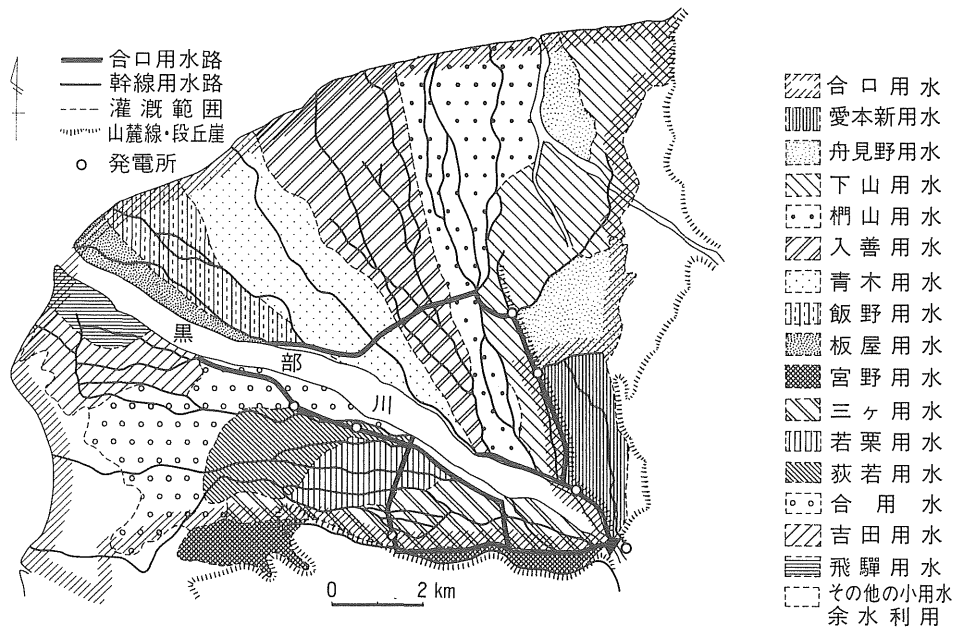 合口用水路
幹線用水路
灌漑範囲
山麓線・段丘崖
発電所
黒部川
0 2 km
合口用水
愛本新用水
舟見野用水
下山用水
椚山用水
入善用水
青木用水
飯野用水
板屋用水
宮野用水
三ヶ用水
若栗用水
荻若用水
合用水
吉田用水
飛驒用水
その他の小用水
余水利用